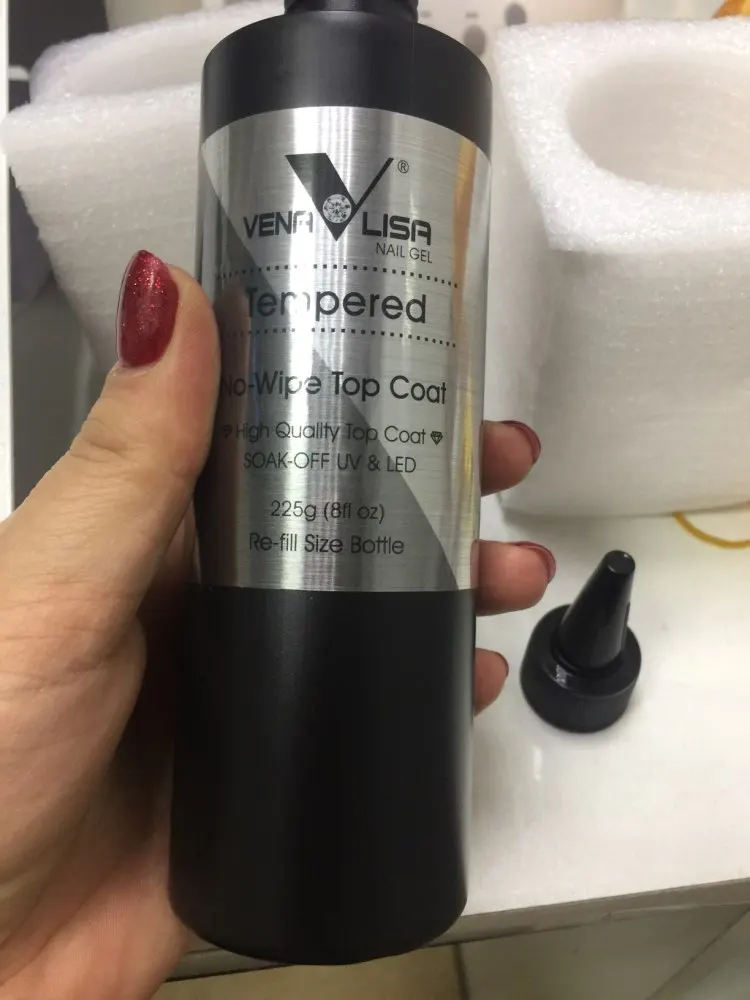 VENA LISA ®
NAIL GEL
Tempered
No-Wipe Top Coat
High Quality Top Coat
SOAK-OFF UV & LED
225g (8fl oz)
Re-fill Size Bottle